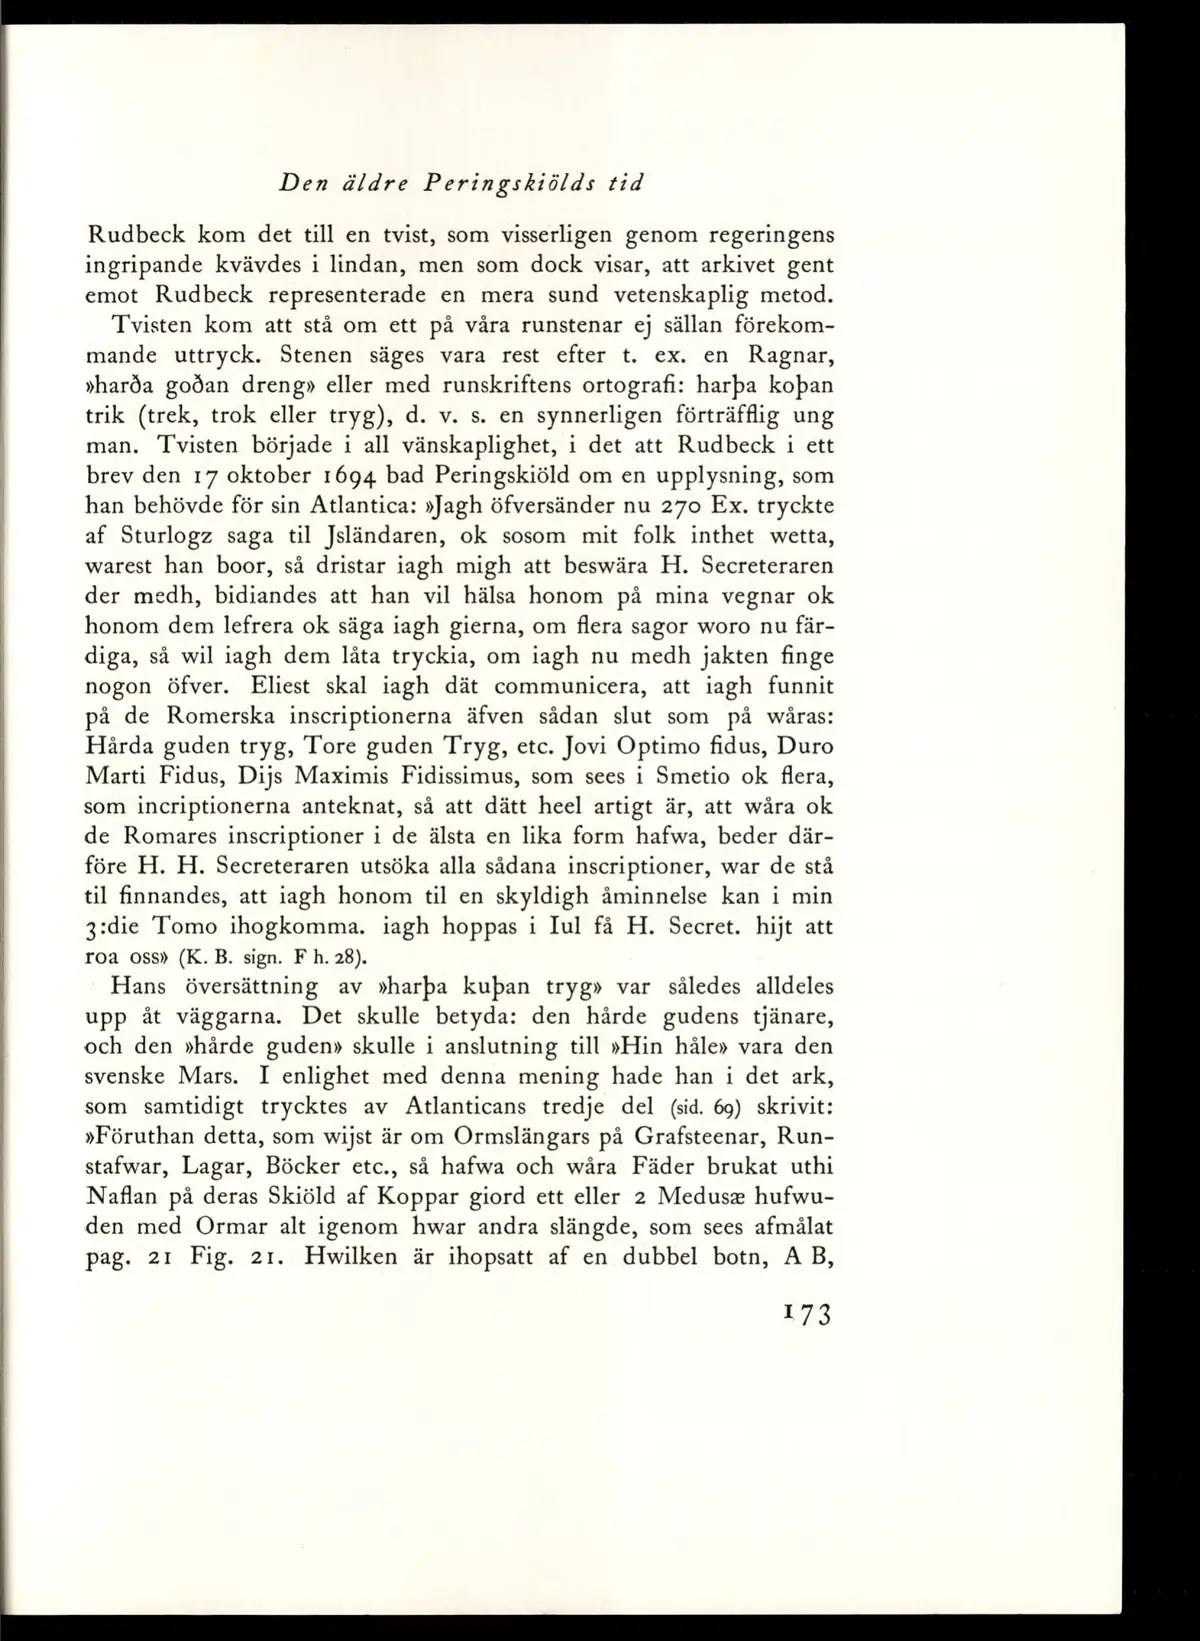 Den äldre Peringskiölds tid
Rudbeck kom det till en tvist, som visserligen genom regeringens
ingripande kvävdes i lindan, men som dock visar, att arkivet gent
emot Rudbeck representerade en mera sund vetenskaplig metod.
Tvisten kom att stå om ett på våra runstenar ej sällan förekom-
mande uttryck. Stenen säges vara rest efter t. ex. en Ragnar,
»harða goðan dreng» eller med runskriftens ortografi: harþa koþan
trik (trek, trok eller tryg), d. v. s. en synnerligen förträfflig ung
man. Tvisten började i all vänskaplighet, i det att Rudbeck i ett
brev den 17 oktober 1694 bad Peringskiöld om en upplysning, som
han behövde för sin Atlantica: »Jagh öfversänder nu 270 Ex. tryckte
af Sturlogz saga til Jsländaren, ok sosom mit folk inthet wetta,
warest han boor, så dristar iagh migh att beswära H. Secreteraren
der medh, bidiandes att han vil hälsa honom på mina vegnar ok
honom dem lefrera ok säga iagh gierna, om flera sagor woro nu fär-
diga, så wil iagh dem låta tryckia, om iagh nu medh jakten finge
nogon öfver. Eliest skal iagh dät communicera, att iagh funnit
på de Romerska inscriptionerna äfven sådan slut som på wåras:
Hårda guden tryg, Tore guden Tryg, etc. Jovi Optimo fidus, Duro
Marti Fidus, Dijs Maximis Fidissimus, som sees i Smetio ok flera,
som incriptionerna anteknat, så att dätt heel artigt är, att wåra ok
de Romares inscriptioner i de älsta en lika form hafwa, beder där-
före H. H. Secreteraren utsöka alla sådana inscriptioner, war de stå
til finnandes, att iagh honom til en skyldigh åminnelse kan i min
3:die Tomo ihogkomma. iagh hoppas i Iul få H. Secret. hijt att
roa oss» (K. B. sign. F h. 28).
Hans översättning av »harþa kuþan tryg» var således alldeles
upp åt väggarna. Det skulle betyda: den hårde gudens tjänare,
och den »hårde guden» skulle i anslutning till »Hin håle» vara den
svenske Mars. I enlighet med denna mening hade han i det ark,
som samtidigt trycktes av Atlanticans tredje del (sid. 69) skrivit:
»Föruthan detta, som wijst är om Ormslängars på Grafsteenar, Run-
stafwar, Lagar, Böcker etc., så hafwa och wåra Fäder brukat uthi
Naflan på deras Skiöld af Koppar giord ett eller 2 Medusæ hufwu-
den med Ormar alt igenom hwar andra slängde, som sees afmålat
pag. 21 Fig. 21. Hwilken är ihopsatt af en dubbel botn, A B,
173